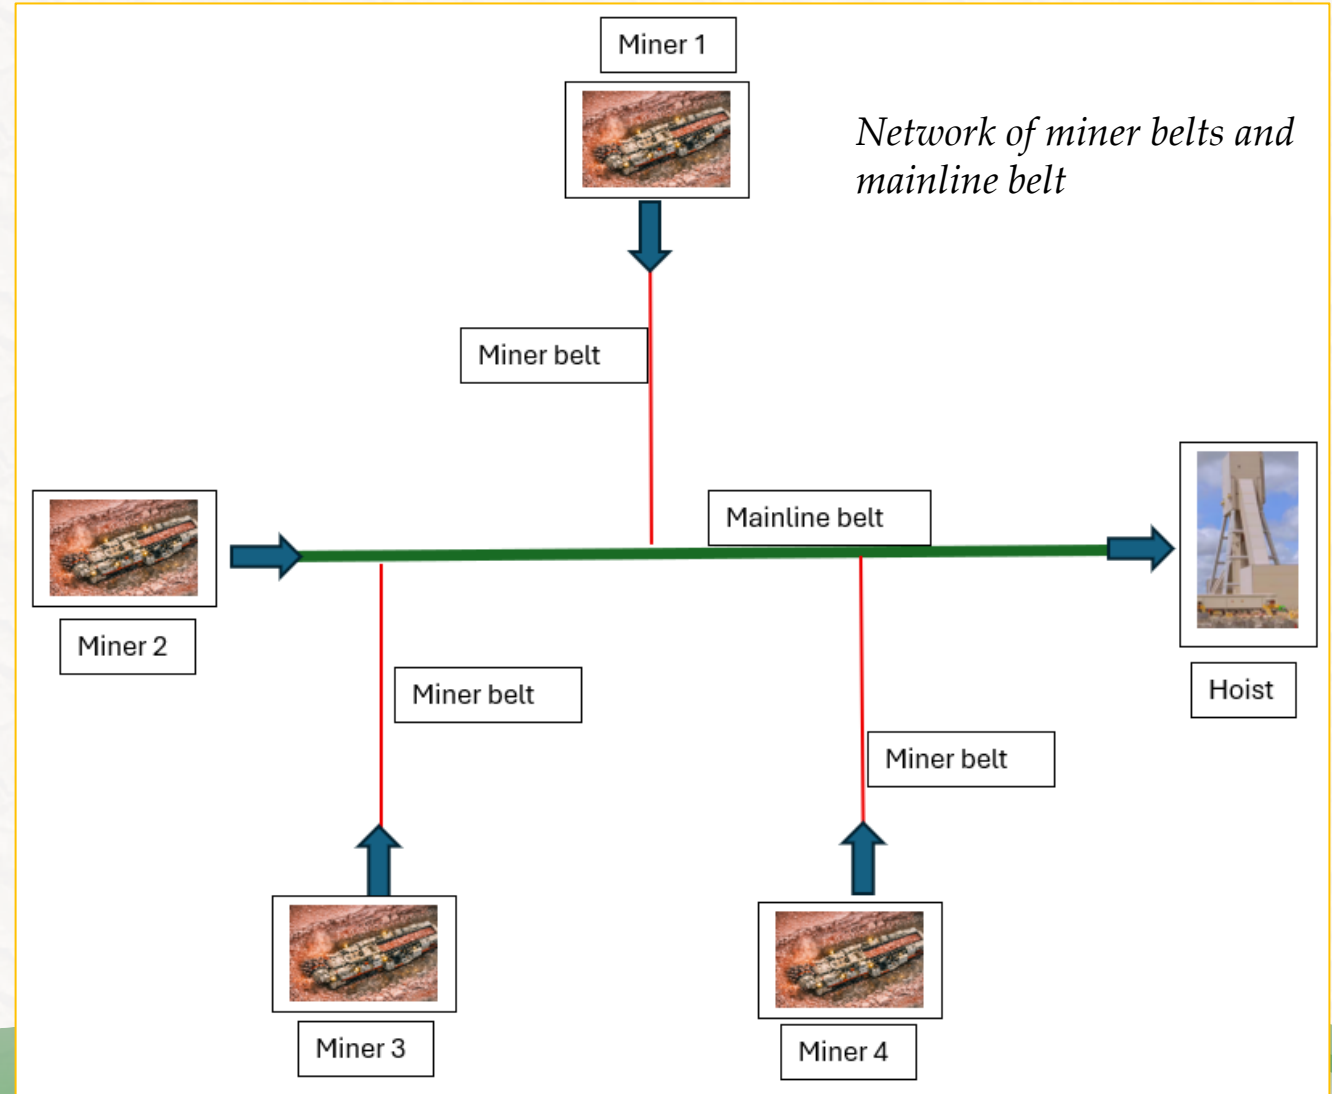 Miner 1
Network of miner belts and
mainline belt
Miner belt
Mainline belt
Miner 2
Hoist
Miner belt
Miner belt
Miner 3
Miner 4